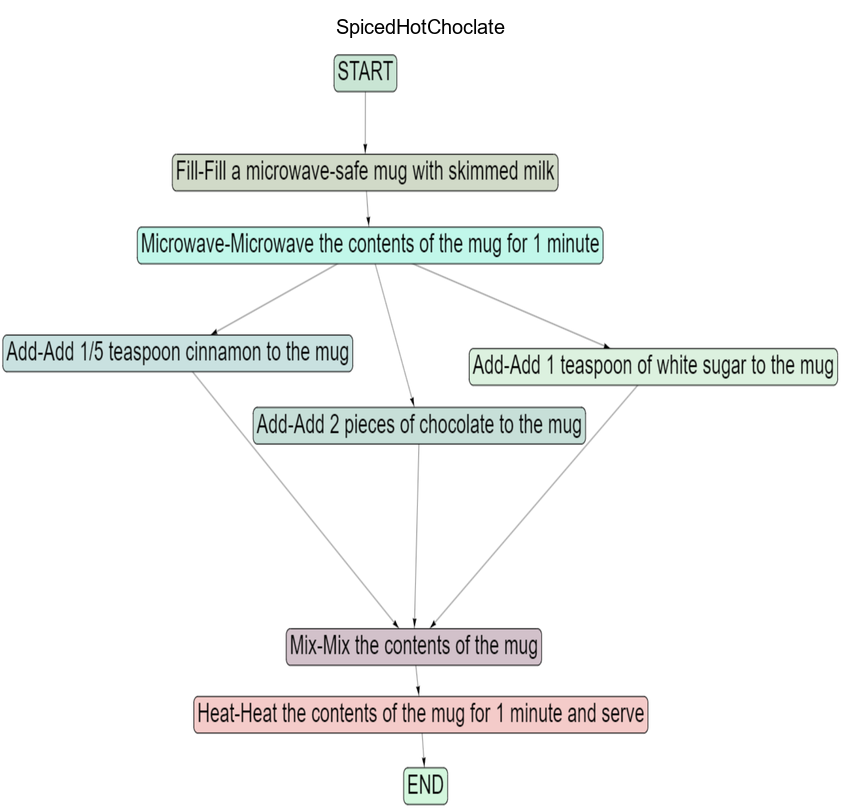 SpicedHotChoclate
START
Fill-Fill a microwave-safe mug with skimmed milk
Microwave-Microwave the contents of the mug for 1 minute
Add-Add 1/5 teaspoon cinnamon to the mug
Add-Add 1 teaspoon of white sugar to the mug
Add-Add 2 pieces of chocolate to the mug
Mix-Mix the contents of the mug
Heat-Heat the contents of the mug for 1 minute and serve
END